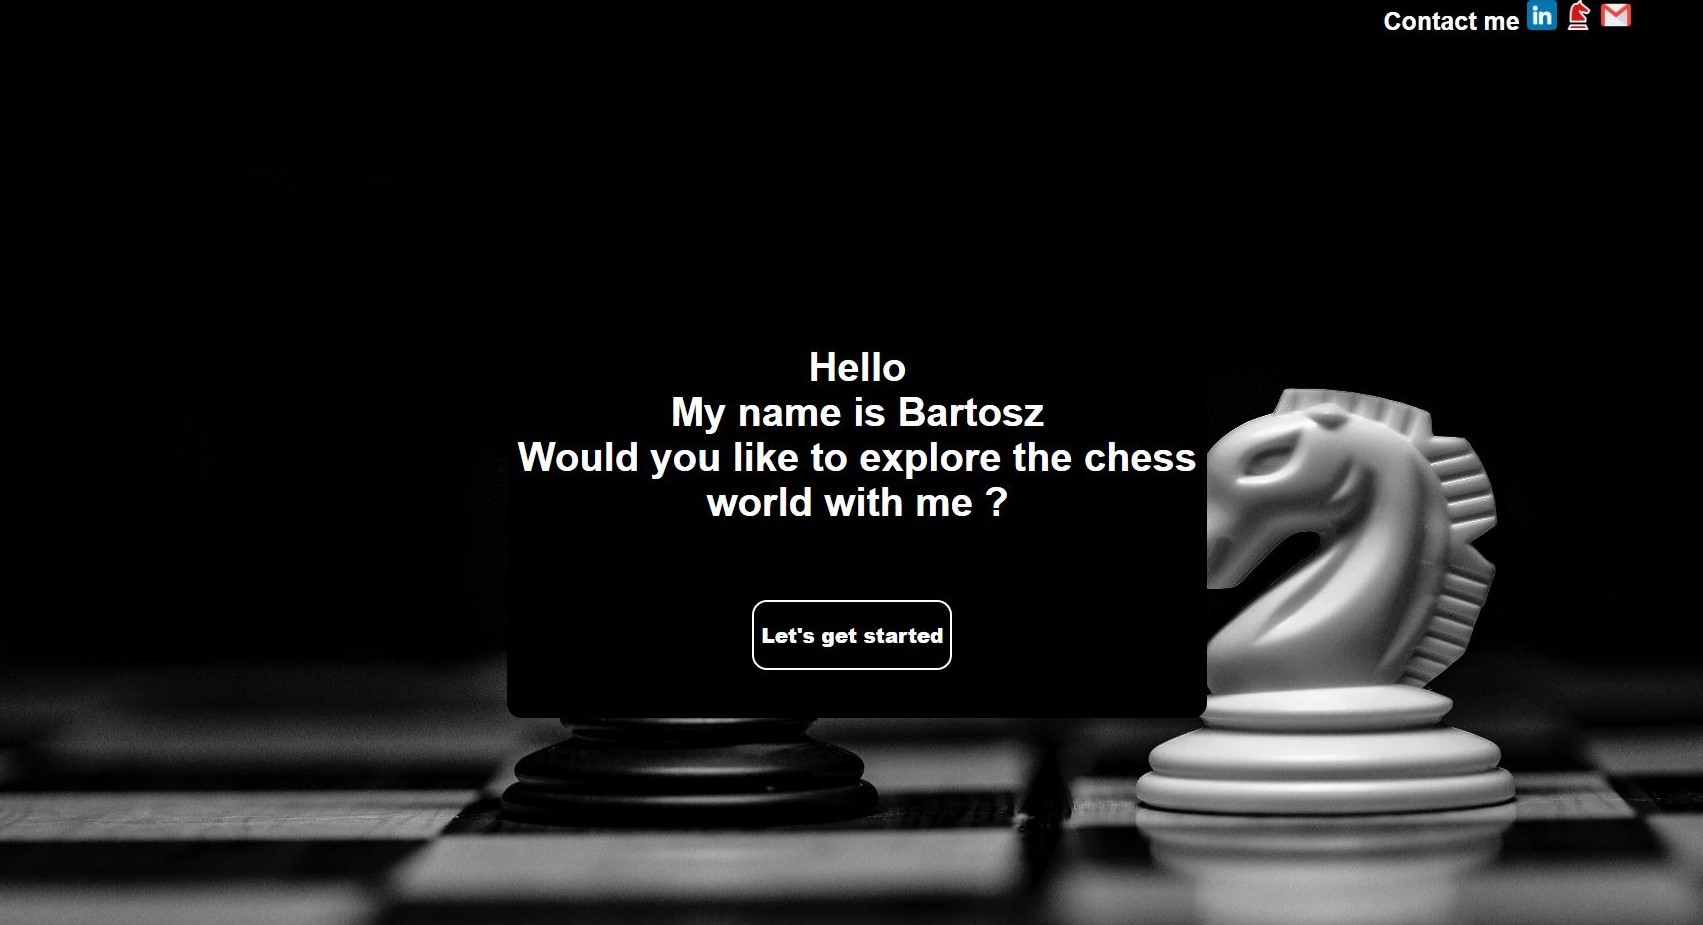 Contact me in
Hello
My name is Bartosz
Would you like to explore the chess
world with me ?
Let's get started